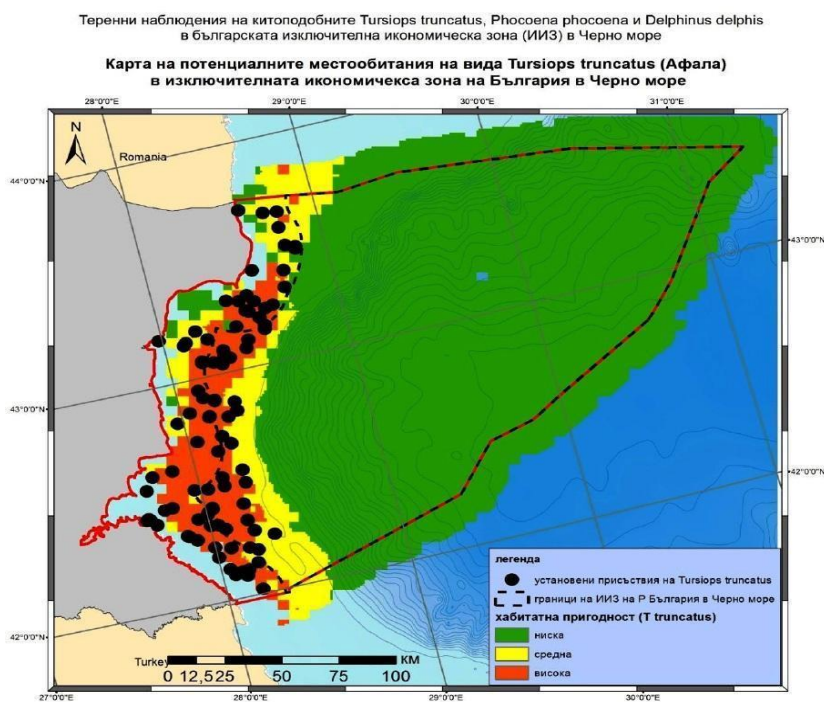 Теренни наблюдения на китоподобните Tursiops truncatus, Phocoena phocoena и Delphinus delphis
в българската изключителна икономическа зона (ИИЗ) в Черно море
Карта на потенциалните местообитания на вида Tursiops truncatus (Афала)
в изключителната икономичекса зона на България в Черно море
28°0'0"E
29°0'0"E
30°0'0"E
31°0'0"E
N
Romania
44°0'0"N
43°0'0"N
43°0'0"N
42°0'0"N
42°0'0"N
легенда
установени присъствия на Tursiops truncatus
граници на ИИЗ на Р България в Черно море
хабитатна пригодност (T truncatus)
ниска
средна
висока
Turkey
KM
0 12,525 50 75 100
27°0'0"E
28°0'0"E
29°0'0"E
30°0'0"E